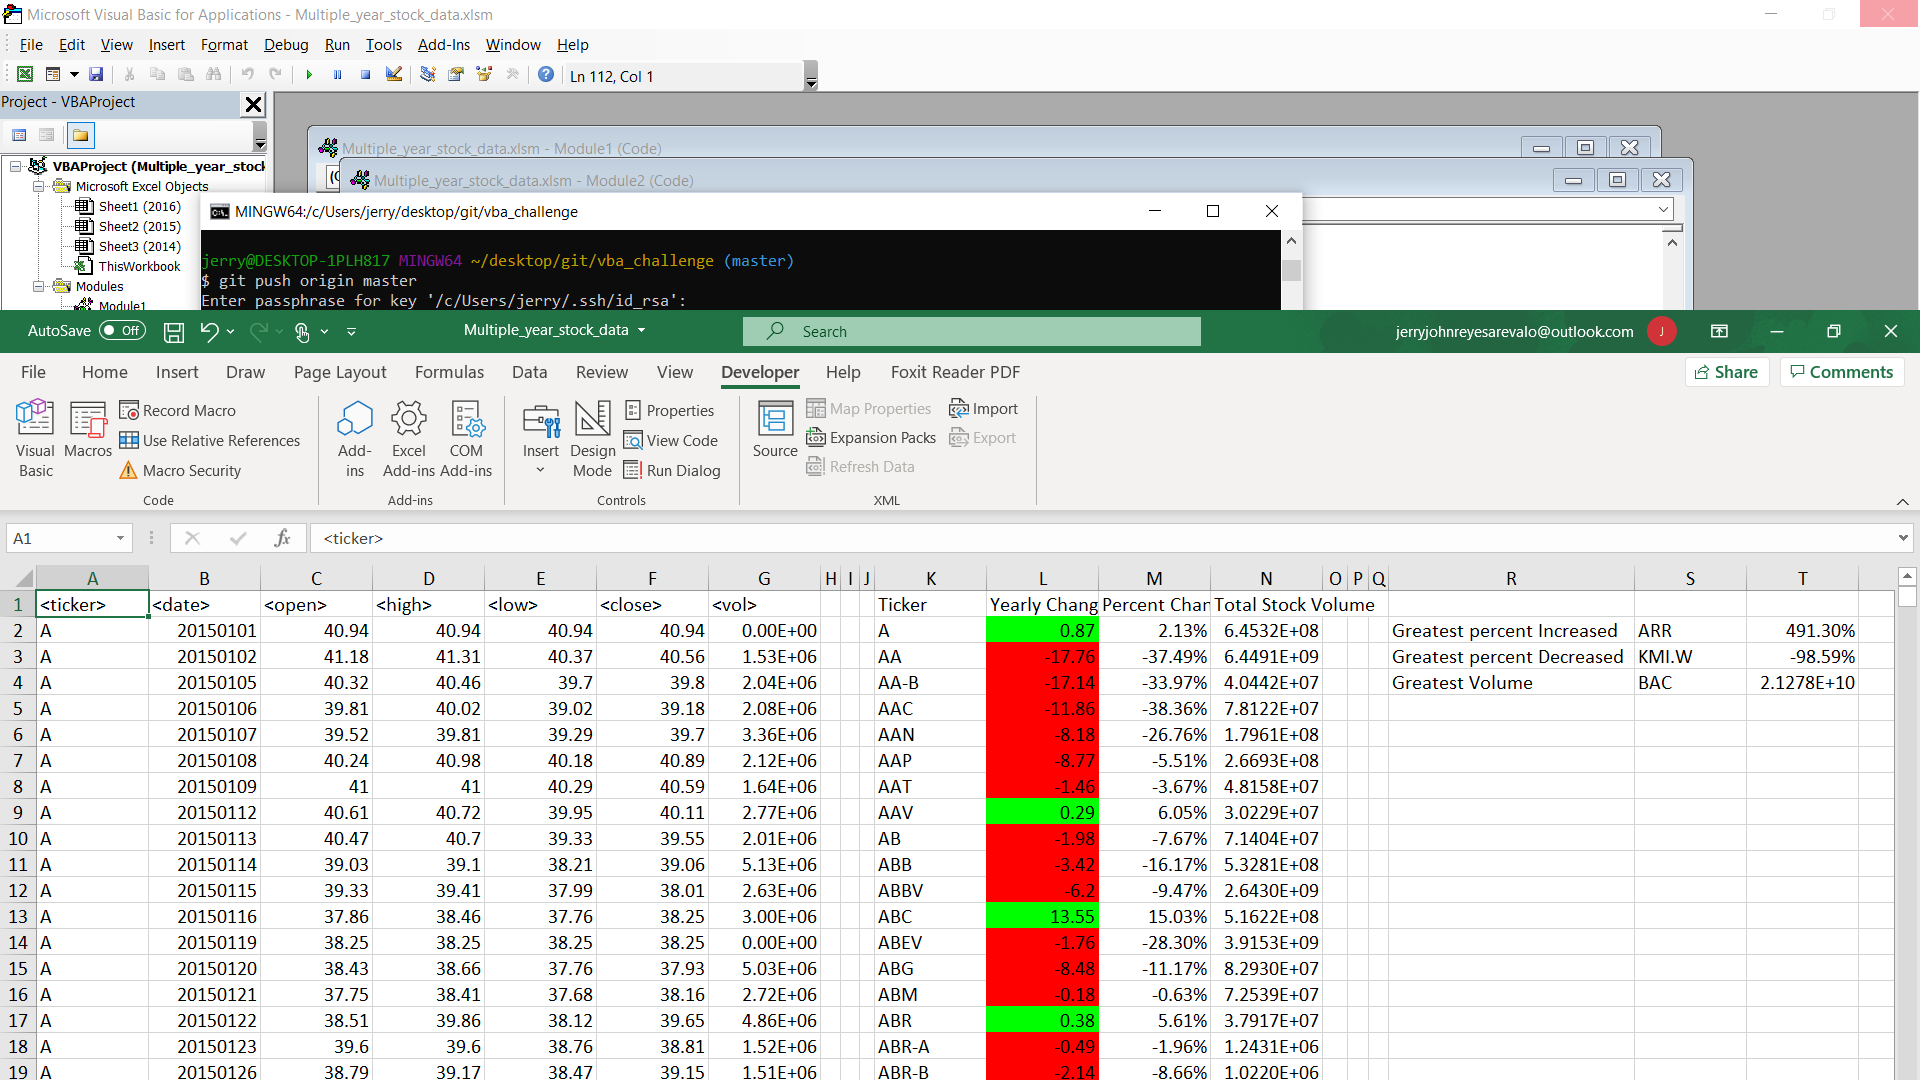 Microsoft Visual Basic for Applications - Multiple_year_stock_data.xlsm
File Edit View Insert Format Debug Run Tools Add-Ins Window Help
Ln 112, Col 1
Project - VBAProject
VBAProject (Multiple_year_stock
Microsoft Excel Objects
Sheet1 (2016)
Sheet2 (2015)
Sheet3 (2014)
ThisWorkbook
Modules
Module1
Multiple_year_stock_data.xlsm - Module1 (Code)
Multiple_year_stock_data.xlsm - Module2 (Code)
MINGW64:/c/Users/jerry/desktop/git/vba_challenge
jerry@DESKTOP-1PLH817 MINGW64 ~/desktop/git/vba_challenge (master)
$ git push origin master
Enter passphrase for key '/c/Users/jerry/.ssh/id_rsa':
AutoSave Off Multiple_year_stock_data Search jerryjohnreyesarevalo@outlook.com J
File Home Insert Draw Page Layout Formulas Data Review View Developer Help Foxit Reader PDF Share Comments
Visual Basic
Macros
Record Macro
Use Relative References
Macro Security
Code
Add-ins
Excel Add-ins
COM Add-ins
Add-ins
Insert
Design Mode
Properties
View Code
Run Dialog
Controls
Source
Map Properties
Expansion Packs
Refresh Data
Import
Export
XML
A1 fx <ticker>
A B C D E F G H I J K L M N O P Q R S T
1 <ticker> <date> <open> <high> <low> <close> <vol> Ticker Yearly Chang Percent Chan Total Stock Volume
2 A 20150101 40.94 40.94 40.94 40.94 0.00E+00 A 0.87 2.13% 6.4532E+08 Greatest percent Increased ARR 491.30%
3 A 20150102 41.18 41.31 40.37 40.56 1.53E+06 AA -17.76 -37.49% 6.4491E+09 Greatest percent Decreased KMI.W -98.59%
4 A 20150105 40.32 40.46 39.7 39.8 2.04E+06 AA-B -17.14 -33.97% 4.0442E+07 Greatest Volume BAC 2.1278E+10
5 A 20150106 39.81 40.02 39.02 39.18 2.08E+06 AAC -11.86 -38.36% 7.8122E+07
6 A 20150107 39.52 39.81 39.29 39.7 3.36E+06 AAN -8.18 -26.76% 1.7961E+08
7 A 20150108 40.24 40.98 40.18 40.89 2.12E+06 AAP -8.77 -5.51% 2.6693E+08
8 A 20150109 41 41 40.29 40.59 1.64E+06 AAT -1.46 -3.67% 4.8158E+07
9 A 20150112 40.61 40.72 39.95 40.11 2.77E+06 AAV 0.29 6.05% 3.0229E+07
10 A 20150113 40.47 40.7 39.33 39.55 2.01E+06 AB -1.98 -7.67% 7.1404E+07
11 A 20150114 39.03 39.1 38.21 39.06 5.13E+06 ABB -3.42 -16.17% 5.3281E+08
12 A 20150115 39.33 39.41 37.99 38.01 2.63E+06 ABBV -6.2 -9.47% 2.6430E+09
13 A 20150116 37.86 38.46 37.76 38.25 3.00E+06 ABC 13.55 15.03% 5.1622E+08
14 A 20150119 38.25 38.25 38.25 38.25 0.00E+00 ABEV -1.76 -28.30% 3.9153E+09
15 A 20150120 38.43 38.66 37.76 37.93 5.03E+06 ABG -8.48 -11.17% 8.2930E+07
16 A 20150121 37.75 38.41 37.68 38.16 2.72E+06 ABM -0.18 -0.63% 7.2539E+07
17 A 20150122 38.51 39.86 38.12 39.65 4.86E+06 ABR 0.38 5.61% 3.7917E+07
18 A 20150123 39.6 39.6 38.76 38.81 1.52E+06 ABR-A -0.49 -1.96% 1.2431E+06
19 A 20150126 38.79 39.17 38.47 39.15 1.51E+06 ABR-B -2.14 -8.66% 1.0220E+06